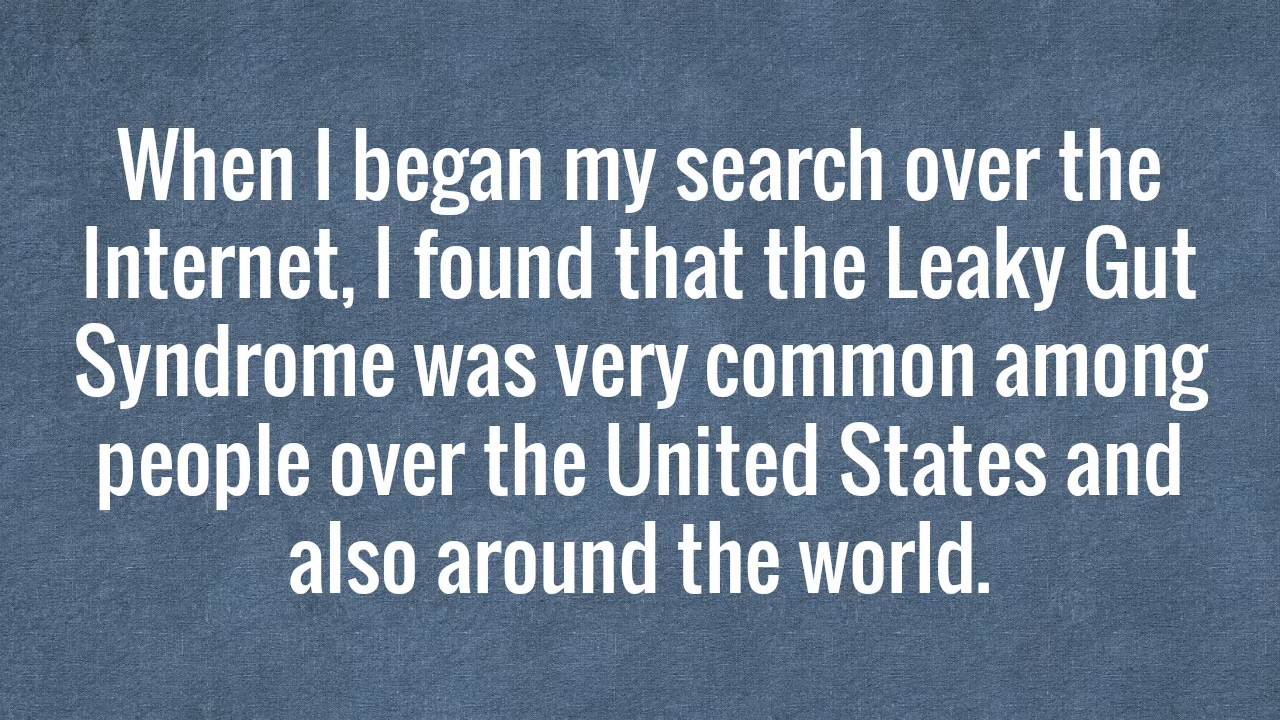 When I began my search over the
Internet, I found that the Leaky Gut
Syndrome was very common among
people over the United States and
also around the world.